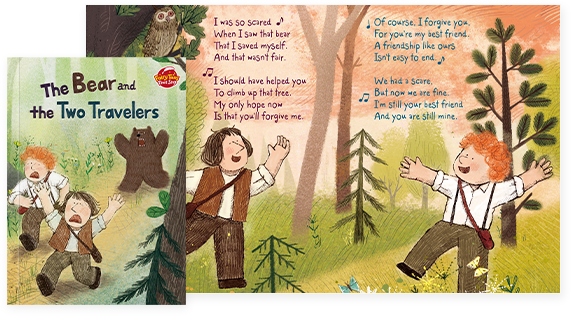 The Bear and
the Two Travelers
I was so scared
When I saw that bear
That I saved myself.
And that wasn't fair.
I should have helped you
To climb up that tree.
My only hope now
Is that you'll forgive me.
Of course, I forgive you,
For you're my best friend.
A friendship like ours
Isn't easy to end.
We had a scare,
But now we are fine.
I'm still your best friend
And you are still mine.